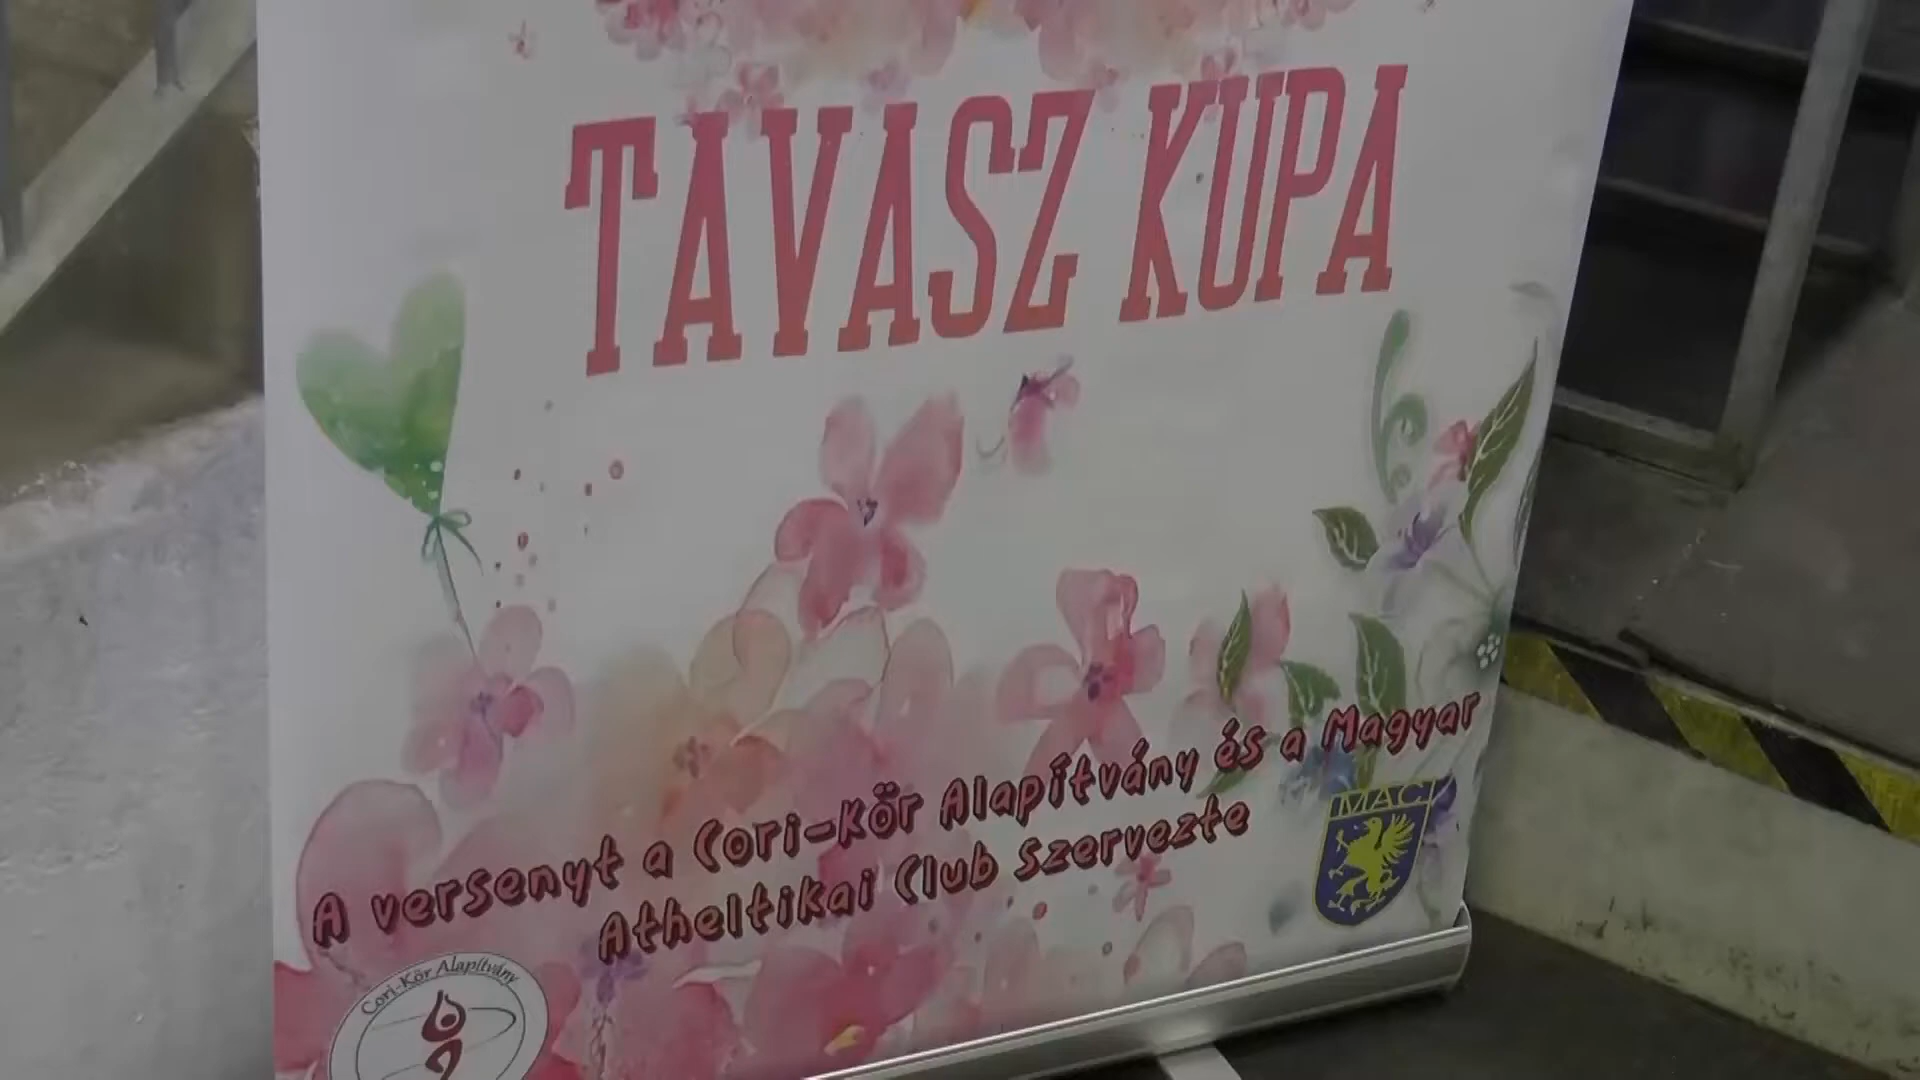 TAVASZ KUPA
A versenyt a Cori-Kör Alapítvány és a Magyar
Atheltikai Club szervezte
MAC
Cori-Kör Alapítvány